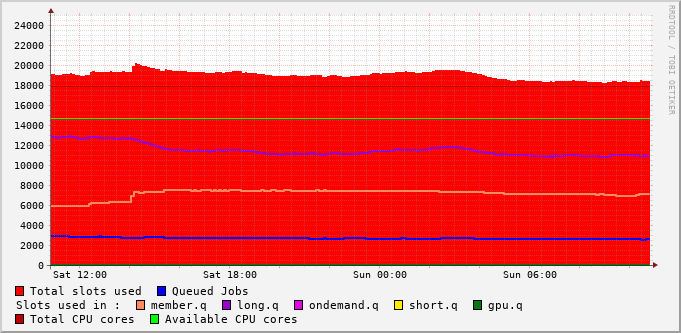 24000
22000
20000
18000
16000
14000
12000
10000
8000
6000
4000
2000
0
Sat 12:00 Sat 18:00 Sun 00:00 Sun 06:00
RRDTOOL / TOBI OETIKER
Total slots used Queued Jobs
Slots used in : member.q long.q ondemand.q short.q gpu.q
Total CPU cores Available CPU cores